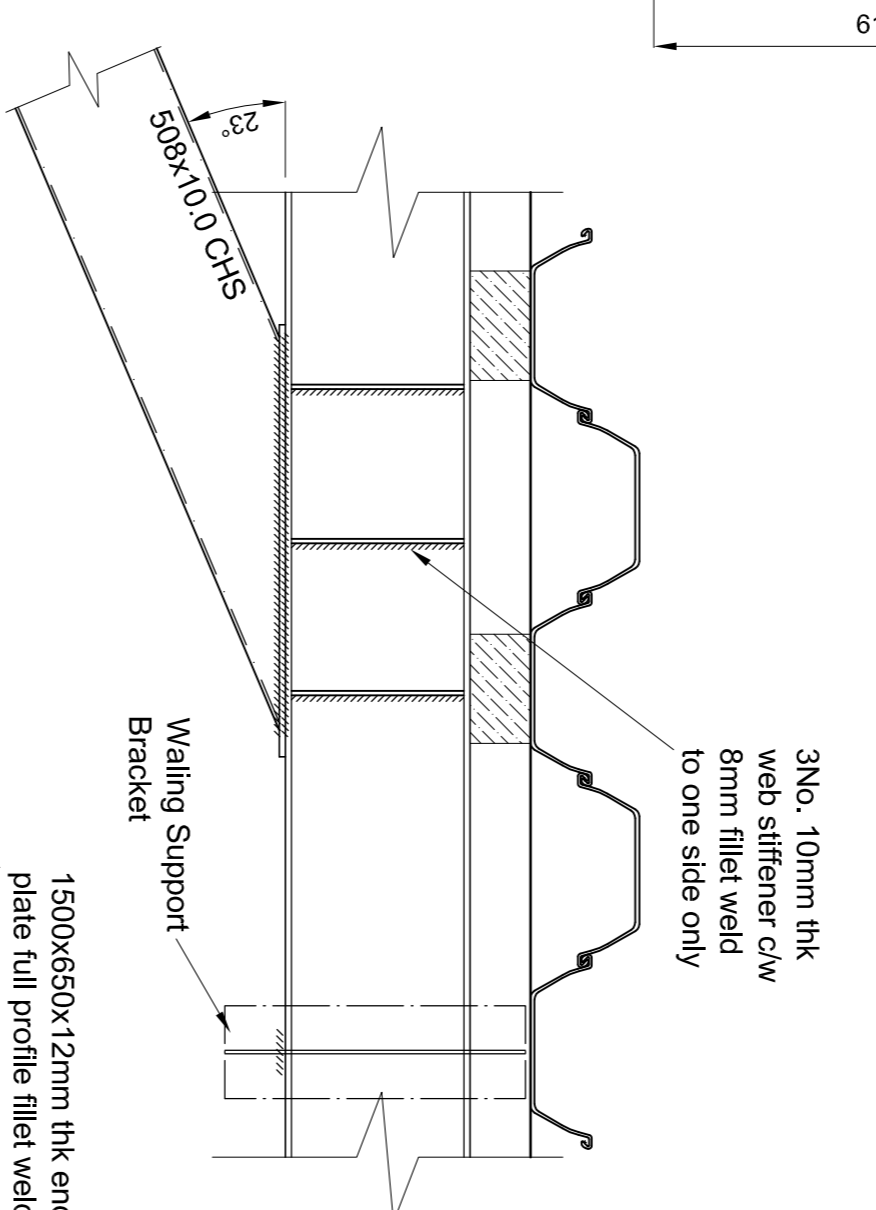 61
23°
508x10.0 CHS
3No. 10mm thk
web stiffener c/w
8mm fillet weld
to one side only
Waling Support
Bracket
1500x650x12mm thk end
plate full profile fillet weld